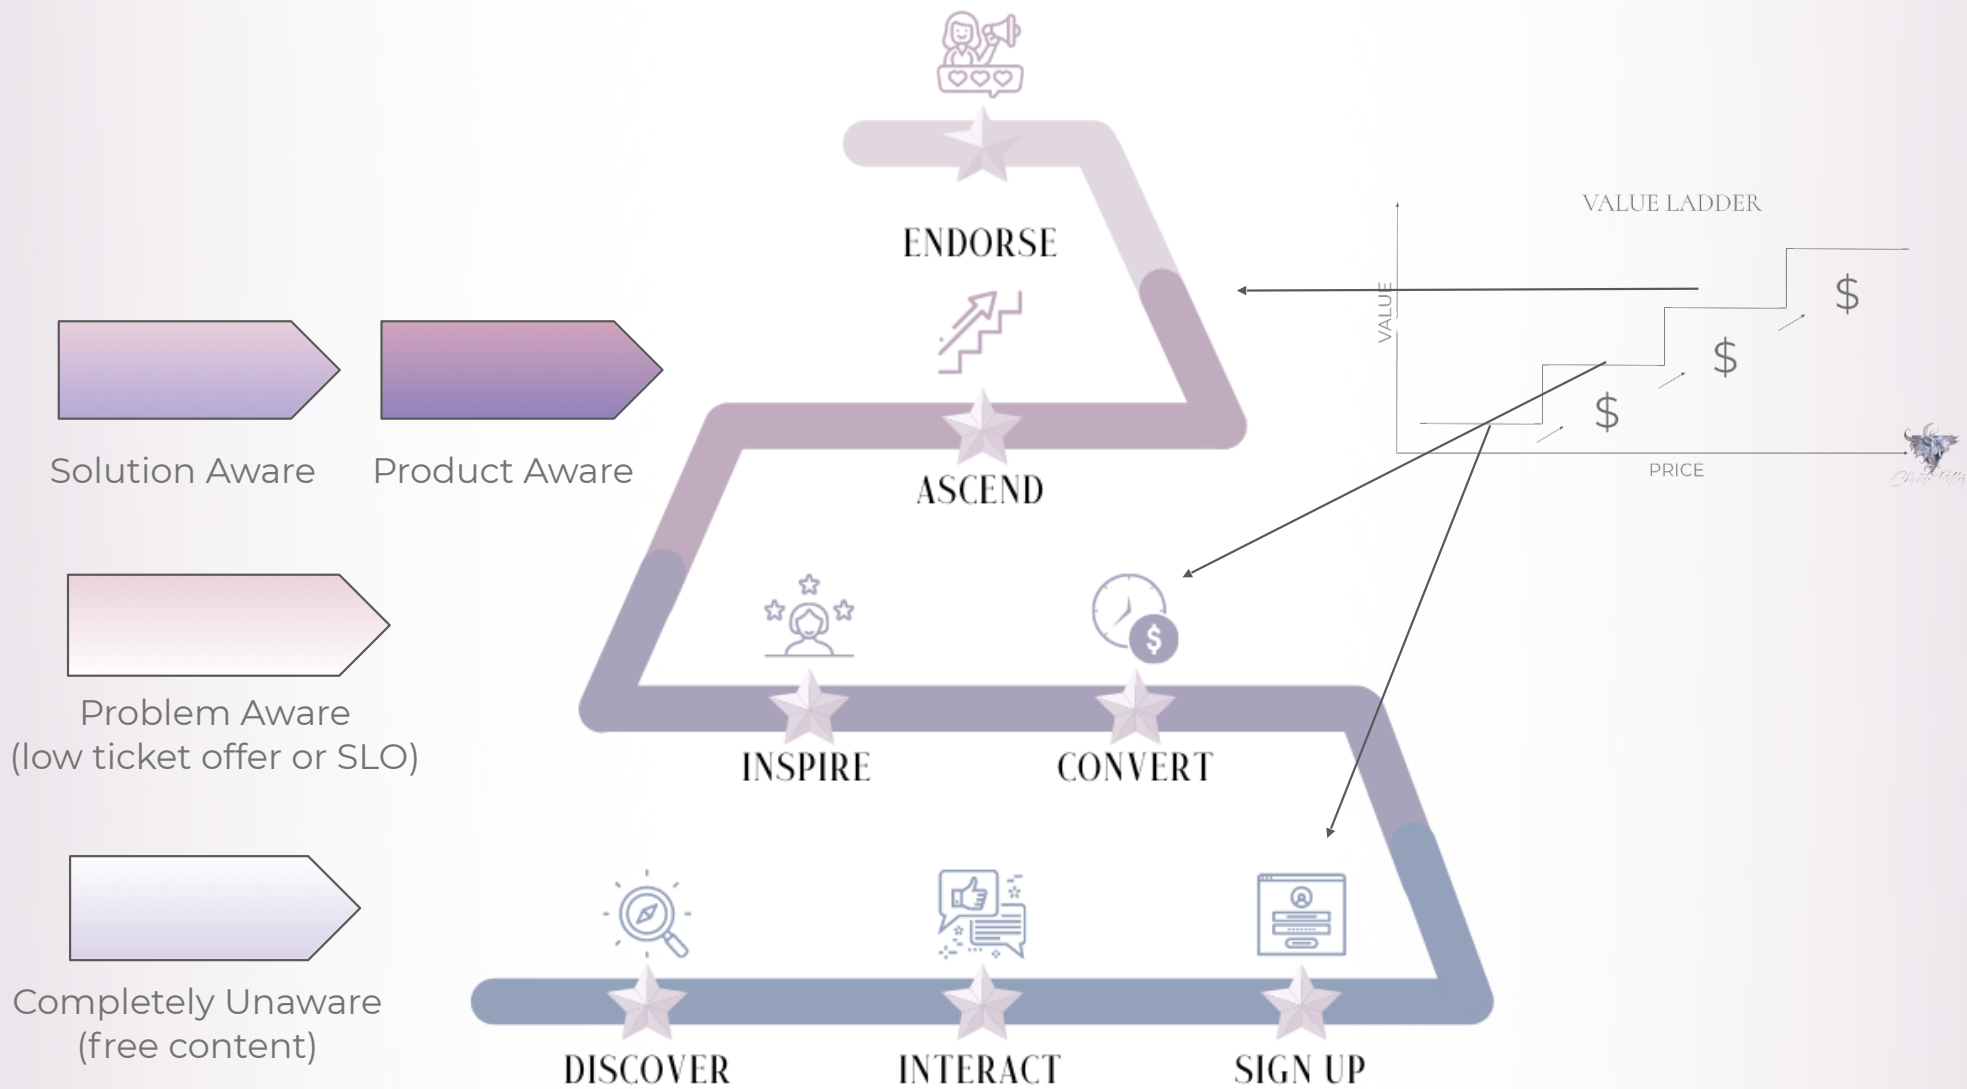 VALUE LADDER
ENDORSE
VALUE
$
$
$
PRICE
Solution Aware
Product Aware
ASCEND
$
Problem Aware
(low ticket offer or SLO)
INSPIRE
CONVERT
Completely Unaware
(free content)
DISCOVER
INTERACT
SIGN UP